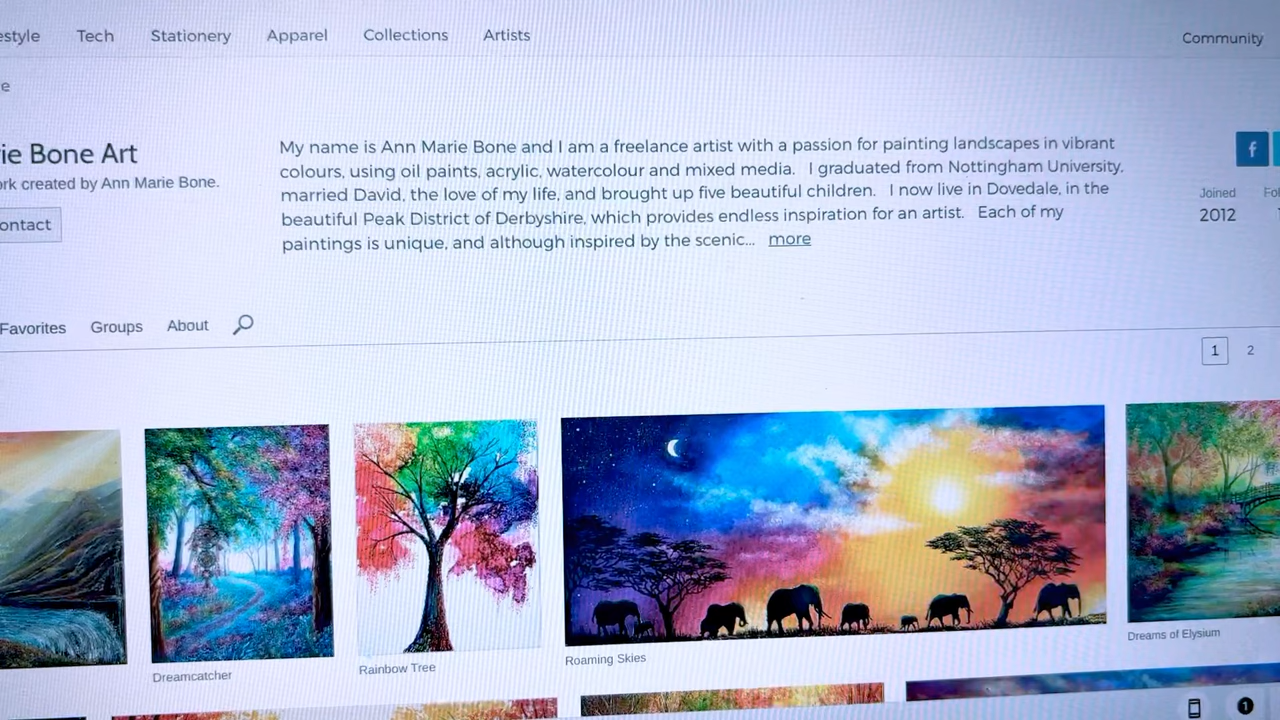 estyle Tech Stationery Apparel Collections Artists Community
e
ie Bone Art
ork created by Ann Marie Bone.
ontact
My name is Ann Marie Bone and I am a freelance artist with a passion for painting landscapes in vibrant
colours, using oil paints, acrylic, watercolour and mixed media. I graduated from Nottingham University,
married David, the love of my life, and brought up five beautiful children. I now live in Dovedale, in the
beautiful Peak District of Derbyshire, which provides endless inspiration for an artist. Each of my
paintings is unique, and although inspired by the scenic... more
f
Joined Fol
2012
Favorites Groups About
1 2
Dreamcatcher
Rainbow Tree
Roaming Skies
Dreams of Elysium
1